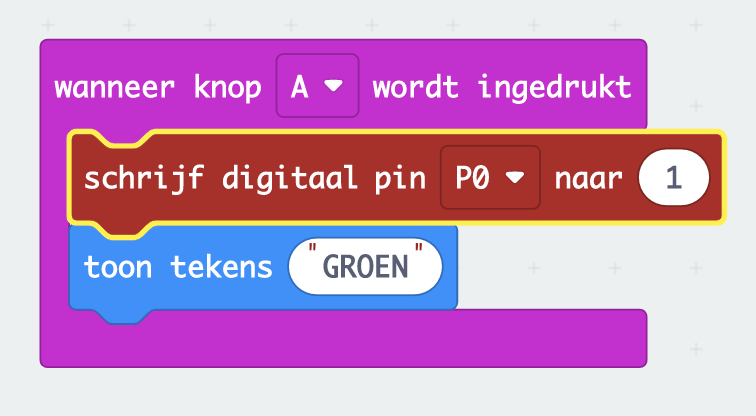 wanneer knop A wordt ingedrukt
schrijf digitaal pin P0 naar 1
toon tekens "GROEN"